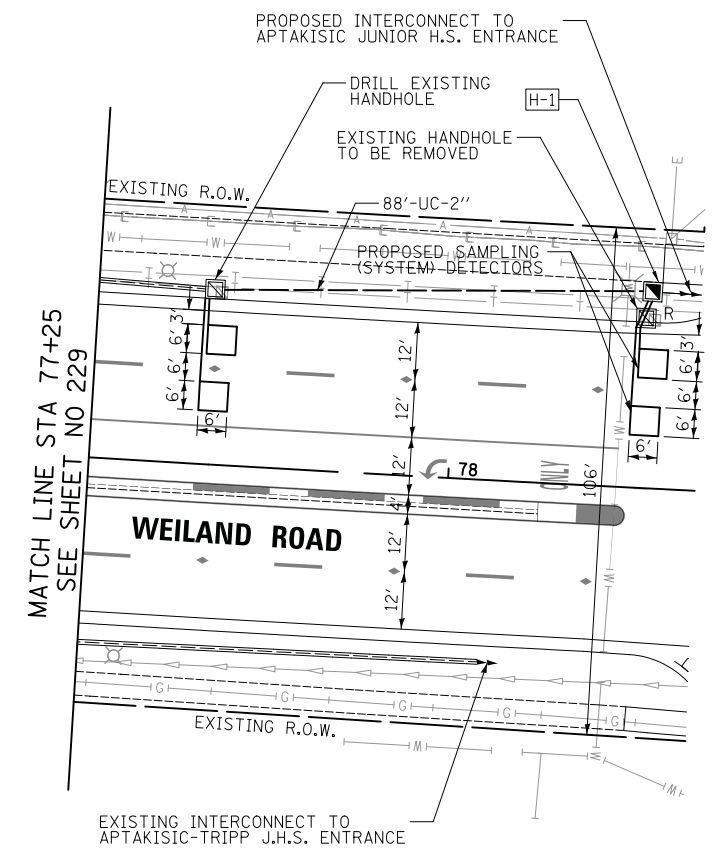 PROPOSED INTERCONNECT TO
APTAKISIC JUNIOR H.S. ENTRANCE
DRILL EXISTING
HANDHOLE
H-1
EXISTING HANDHOLE
TO BE REMOVED
E
EXISTING R.O.W.
88'-UC-2''
A A A A A A
E E E E E E
W W W W
PROPOSED SAMPLING
(SYSTEM) DETECTORS
T T T T
R
3'
6'
6'
6'
6'
12'
12'
12'
4'
12'
12'
3'
6'
6'
6'
6'
MATCH LINE STA 77+25
SEE SHEET NO 229
78
ONLY
106'
W
WEILAND ROAD
W
G G G G G G
EXISTING R.O.W.
W
W
W
EXISTING INTERCONNECT TO
APTAKISIC-TRIPP J.H.S. ENTRANCE